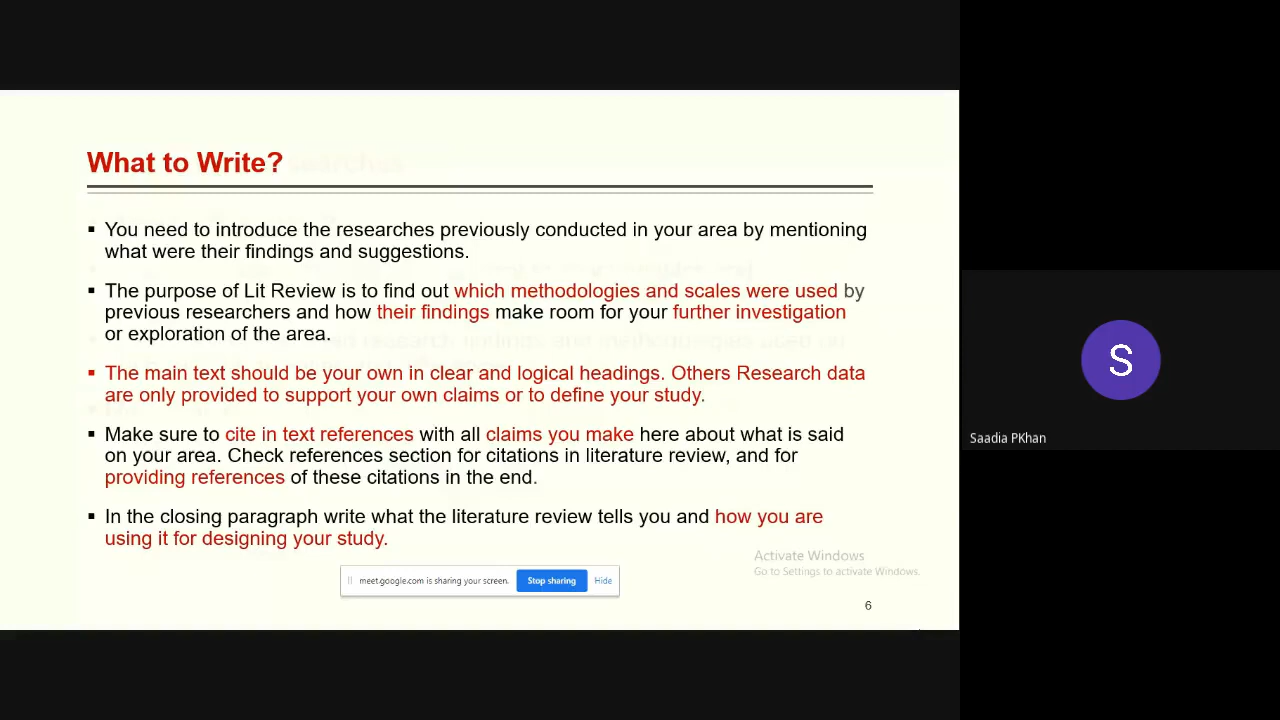 What to Write?
▪ You need to introduce the researches previously conducted in your area by mentioning
what were their findings and suggestions.
▪ The purpose of Lit Review is to find out which methodologies and scales were used by
previous researchers and how their findings make room for your further investigation
or exploration of the area.
▪ The main text should be your own in clear and logical headings. Others Research data
are only provided to support your own claims or to define your study.
▪ Make sure to cite in text references with all claims you make here about what is said
on your area. Check references section for citations in literature review, and for
providing references of these citations in the end.
▪ In the closing paragraph write what the literature review tells you and how you are
using it for designing your study.
Activate Windows
Go to Settings to activate Windows.
meet.google.com is sharing your screen. Stop sharing Hide
6
S
Saadia PKhan